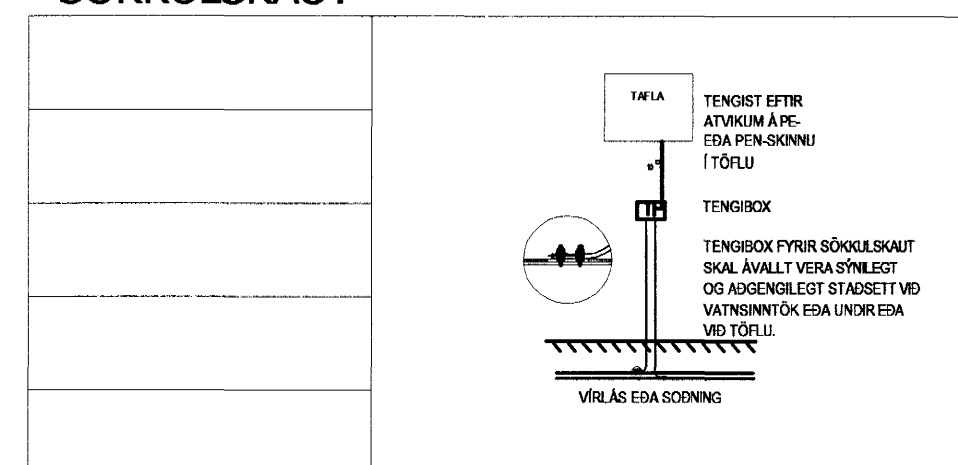 SÖKKULSKAUT
TAFLA
TENGIST EFTIR
ATVIKUM Á PE-
EÐA PEN-SKINNU
Í TÖFLU
TENGIBOX
TENGIBOX FYRIR SÖKKULSKAUT
SKAL ÁVALLT VERA SÝNILEGT
OG AÐGENGILEGT STAÐSETT VIÐ
VATNSINNTÖK EÐA UNDIR EÐA
VIÐ TÖFLU.
VÍRLÁS EÐA SOÐNING